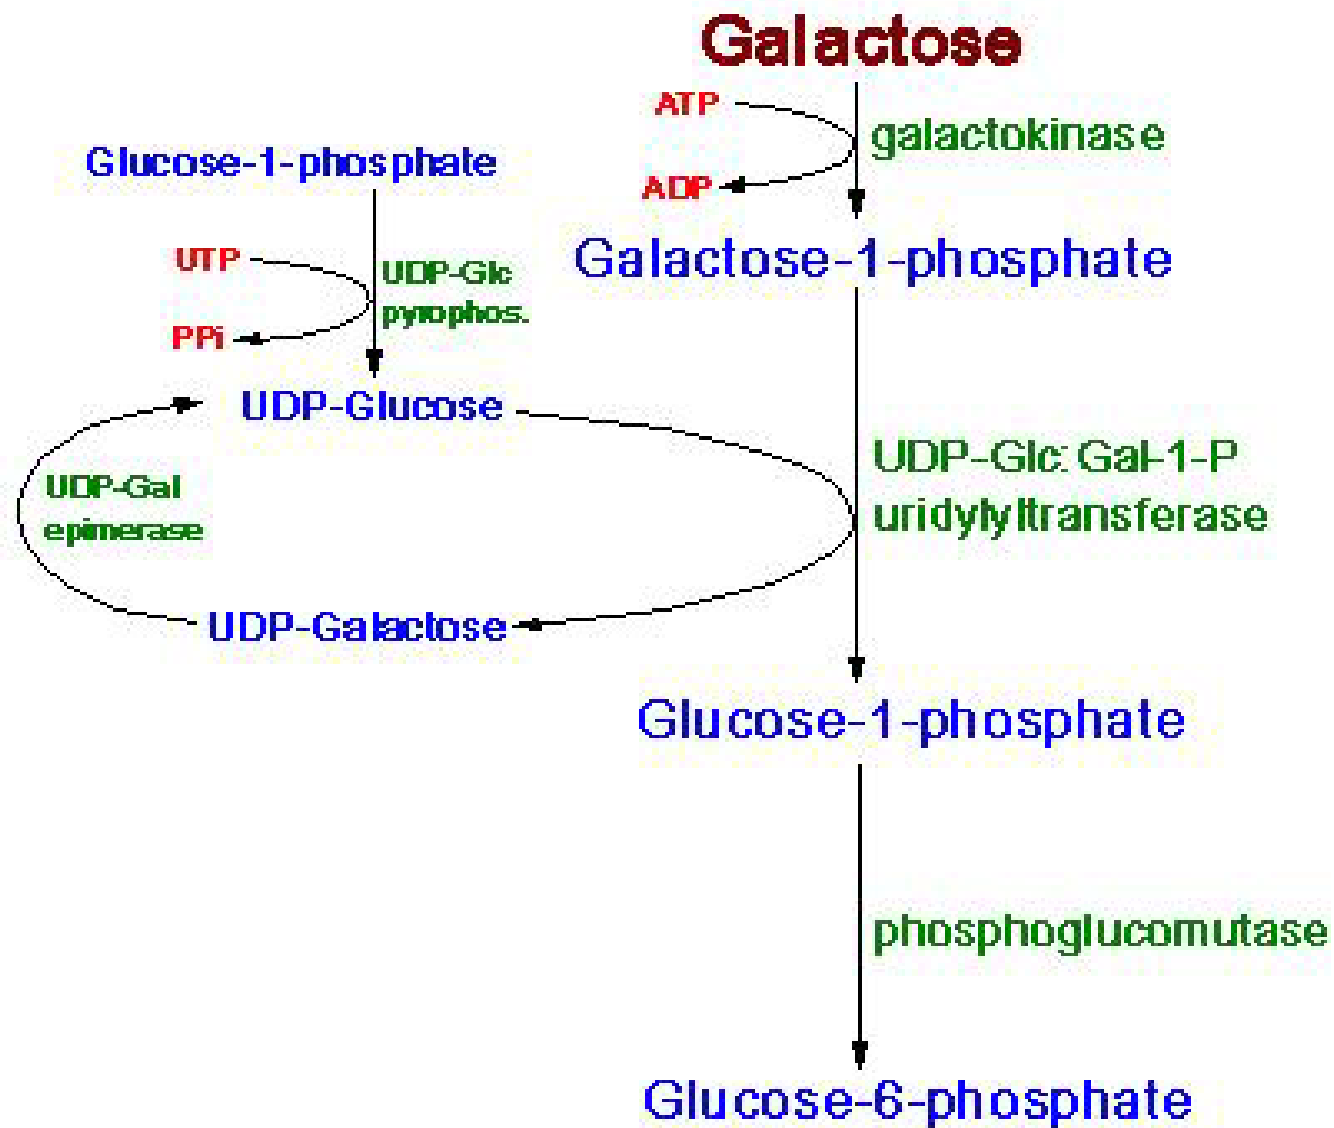 Galactose
ATP
galactokinase
ADP
Glucose-1-phosphate
Galactose-1-phosphate
UTP
UDP-Glc
pyrophos.
PPi
UDP-Glucose
UDP-Glc: Gal-1-P
uridylyltransferase
UDP-Gal
epimerase
UDP-Galactose
Glucose-1-phosphate
phosphoglucomutase
Glucose-6-phosphate